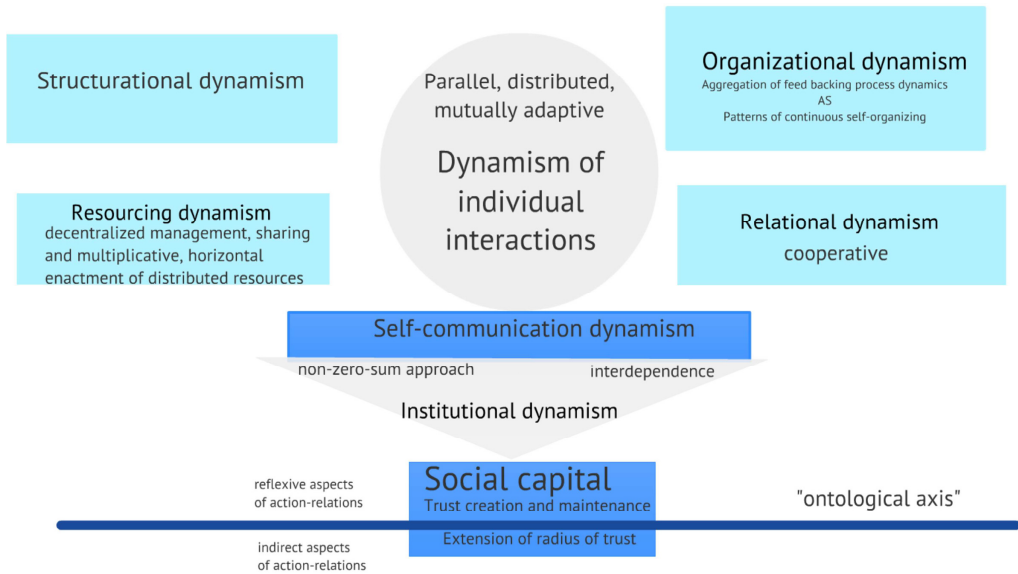 Structurational dynamism
Parallel, distributed,
mutually adaptive
Dynamism of
individual
interactions
Organizational dynamism
Aggregation of feed backing process dynamics
AS
Patterns of continuous self-organizing
Resourcing dynamism
decentralized management, sharing
and multiplicative, horizontal
enactment of distributed resources
Relational dynamism
cooperative
Self-communication dynamism
non-zero-sum approach
interdependence
Institutional dynamism
Social capital
Trust creation and maintenance
reflexive aspects
of action-relations
"ontological axis"
Extension of radius of trust
indirect aspects
of action-relations